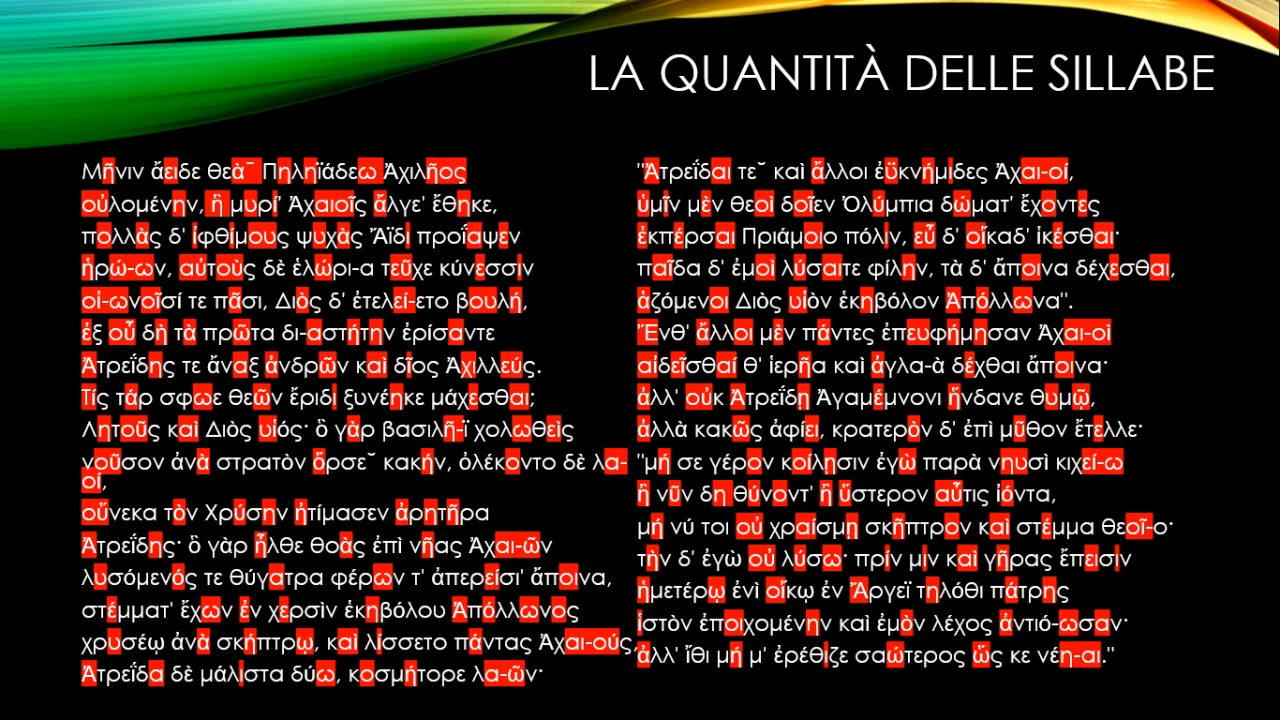 LA QUANTITÀ DELLE SILLABE
Μῆνιν ἄειδε θεὰ¯ Πηληϊάδεω Ἀχιλῆος
οὐλομένην, ἣ μυρί' Ἀχαιοῖς ἄλγε' ἔθηκε,
πολλὰς δ' ἰφθίμους ψυχὰς Ἄϊδι προΐαψεν
ἡρώ-ων, αὐτοὺς δὲ ἑλώρι-α τεῦχε κύνεσσιν
οἰ-ωνοῖσί τε πᾶσι, Διὸς δ' ἐτελεί-ετο βουλή,
ἐξ οὗ δὴ τὰ πρῶτα δι-αστήτην ἐρίσαντε
Ἀτρεΐδης τε ἄναξ ἀνδρῶν καὶ δῖος Ἀχιλλεύς.
Τίς τάρ σφωε θεῶν ἔριδι ξυνέηκε μάχεσθαι;
Λητοῦς καὶ Διὸς υἱός· ὃ γὰρ βασιλῆ-ϊ χολωθεὶς
νοῦσον ἀνὰ στρατὸν ὄρσε˘ κακήν, ὀλέκοντο δὲ λα-
οί,
οὕνεκα τὸν Χρύσην ἠτίμασεν ἀρητῆρα
Ἀτρεΐδης· ὃ γὰρ ἦλθε θοὰς ἐπὶ νῆας Ἀχαι-ῶν
λυσόμενός τε θύγατρα φέρων τ' ἀπερείσι' ἄποινα,
στέμματ' ἔχων ἐν χερσὶν ἑκηβόλου Ἀπόλλωνος
χρυσέῳ ἀνὰ σκήπτρῳ, καὶ λίσσετο πάντας Ἀχαι-ούς,
Ἀτρεΐδα δὲ μάλιστα δύω, κοσμήτορε λα-ῶν·
"Ἀτρεΐδαι τε˘ καὶ ἄλλοι ἐϋκνήμιδες Ἀχαι-οί,
ὑμῖν μὲν θεοὶ δοῖεν Ὀλύμπια δώματ' ἔχοντες
ἐκπέρσαι Πριάμοιο πόλιν, εὖ δ' οἴκαδ' ἱκέσθαι·
παῖδα δ' ἐμοὶ λύσαιτε φίλην, τὰ δ' ἄποινα δέχεσθαι,
ἁζόμενοι Διὸς υἱὸν ἑκηβόλον Ἀπόλλωνα".
Ἔνθ' ἄλλοι μὲν πάντες ἐπευφήμησαν Ἀχαι-οὶ
αἰδεῖσθαί θ' ἱερῆα καὶ ἀγλα-ὰ δέχθαι ἄποινα·
ἀλλ' οὐκ Ἀτρεΐδῃ Ἀγαμέμνονι ἥνδανε θυμῷ,
ἀλλὰ κακῶς ἀφίει, κρατερὸν δ' ἐπὶ μῦθον ἔτελλε·
"μή σε γέρον κοίλῃσιν ἐγὼ παρὰ νηυσὶ κιχεί-ω
ἢ νῦν δη θύνοντ' ἢ ὕστερον αὖτις ἰόντα,
μή νύ τοι οὐ χραίσμῃ σκῆπτρον καὶ στέμμα θεοῖ-ο·
τὴν δ' ἐγὼ οὐ λύσω· πρίν μιν καὶ γῆρας ἔπεισιν
ἡμετέρῳ ἐνὶ οἴκῳ ἐν Ἄργεϊ τηλόθι πάτρης
ἱστὸν ἐποιχομένην καὶ ἐμὸν λέχος ἀντιό-ωσαν·
ἀλλ' ἴθι μή μ' ἐρέθιζε σαώτερος ὥς κε νέη-αι."